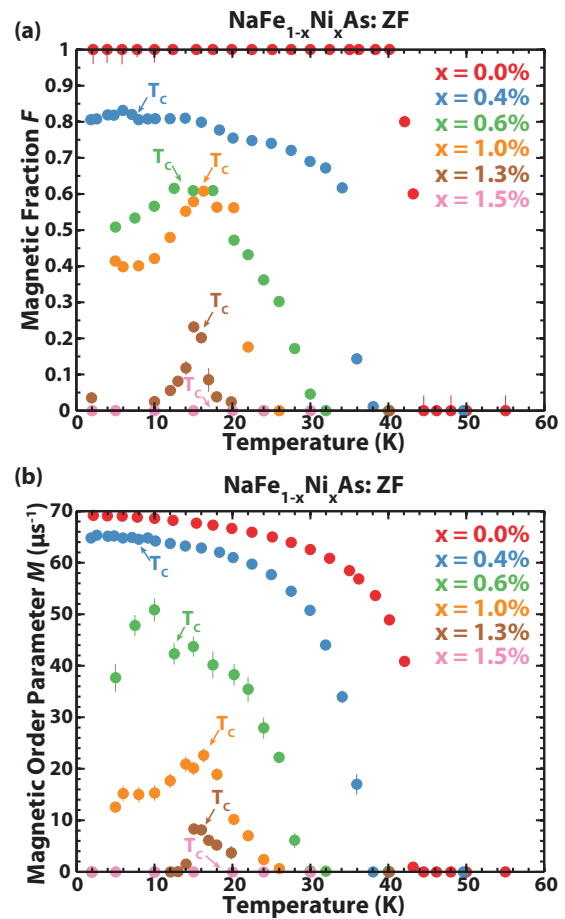 (a)
NaFe1-xNixAs: ZF
Magnetic Fraction F
1
0.9
0.8
0.7
0.6
0.5
0.4
0.3
0.2
0.1
0
x = 0.0%
x = 0.4%
x = 0.6%
x = 1.0%
x = 1.3%
x = 1.5%
Tc
Tc
Tc
Tc
Tc
0 10 20 30 40 50 60
Temperature (K)
(b)
NaFe1-xNixAs: ZF
Magnetic Order Parameter M (μs-1)
70
60
50
40
30
20
10
0
x = 0.0%
x = 0.4%
x = 0.6%
x = 1.0%
x = 1.3%
x = 1.5%
Tc
Tc
Tc
Tc
Tc
0 10 20 30 40 50 60
Temperature (K)